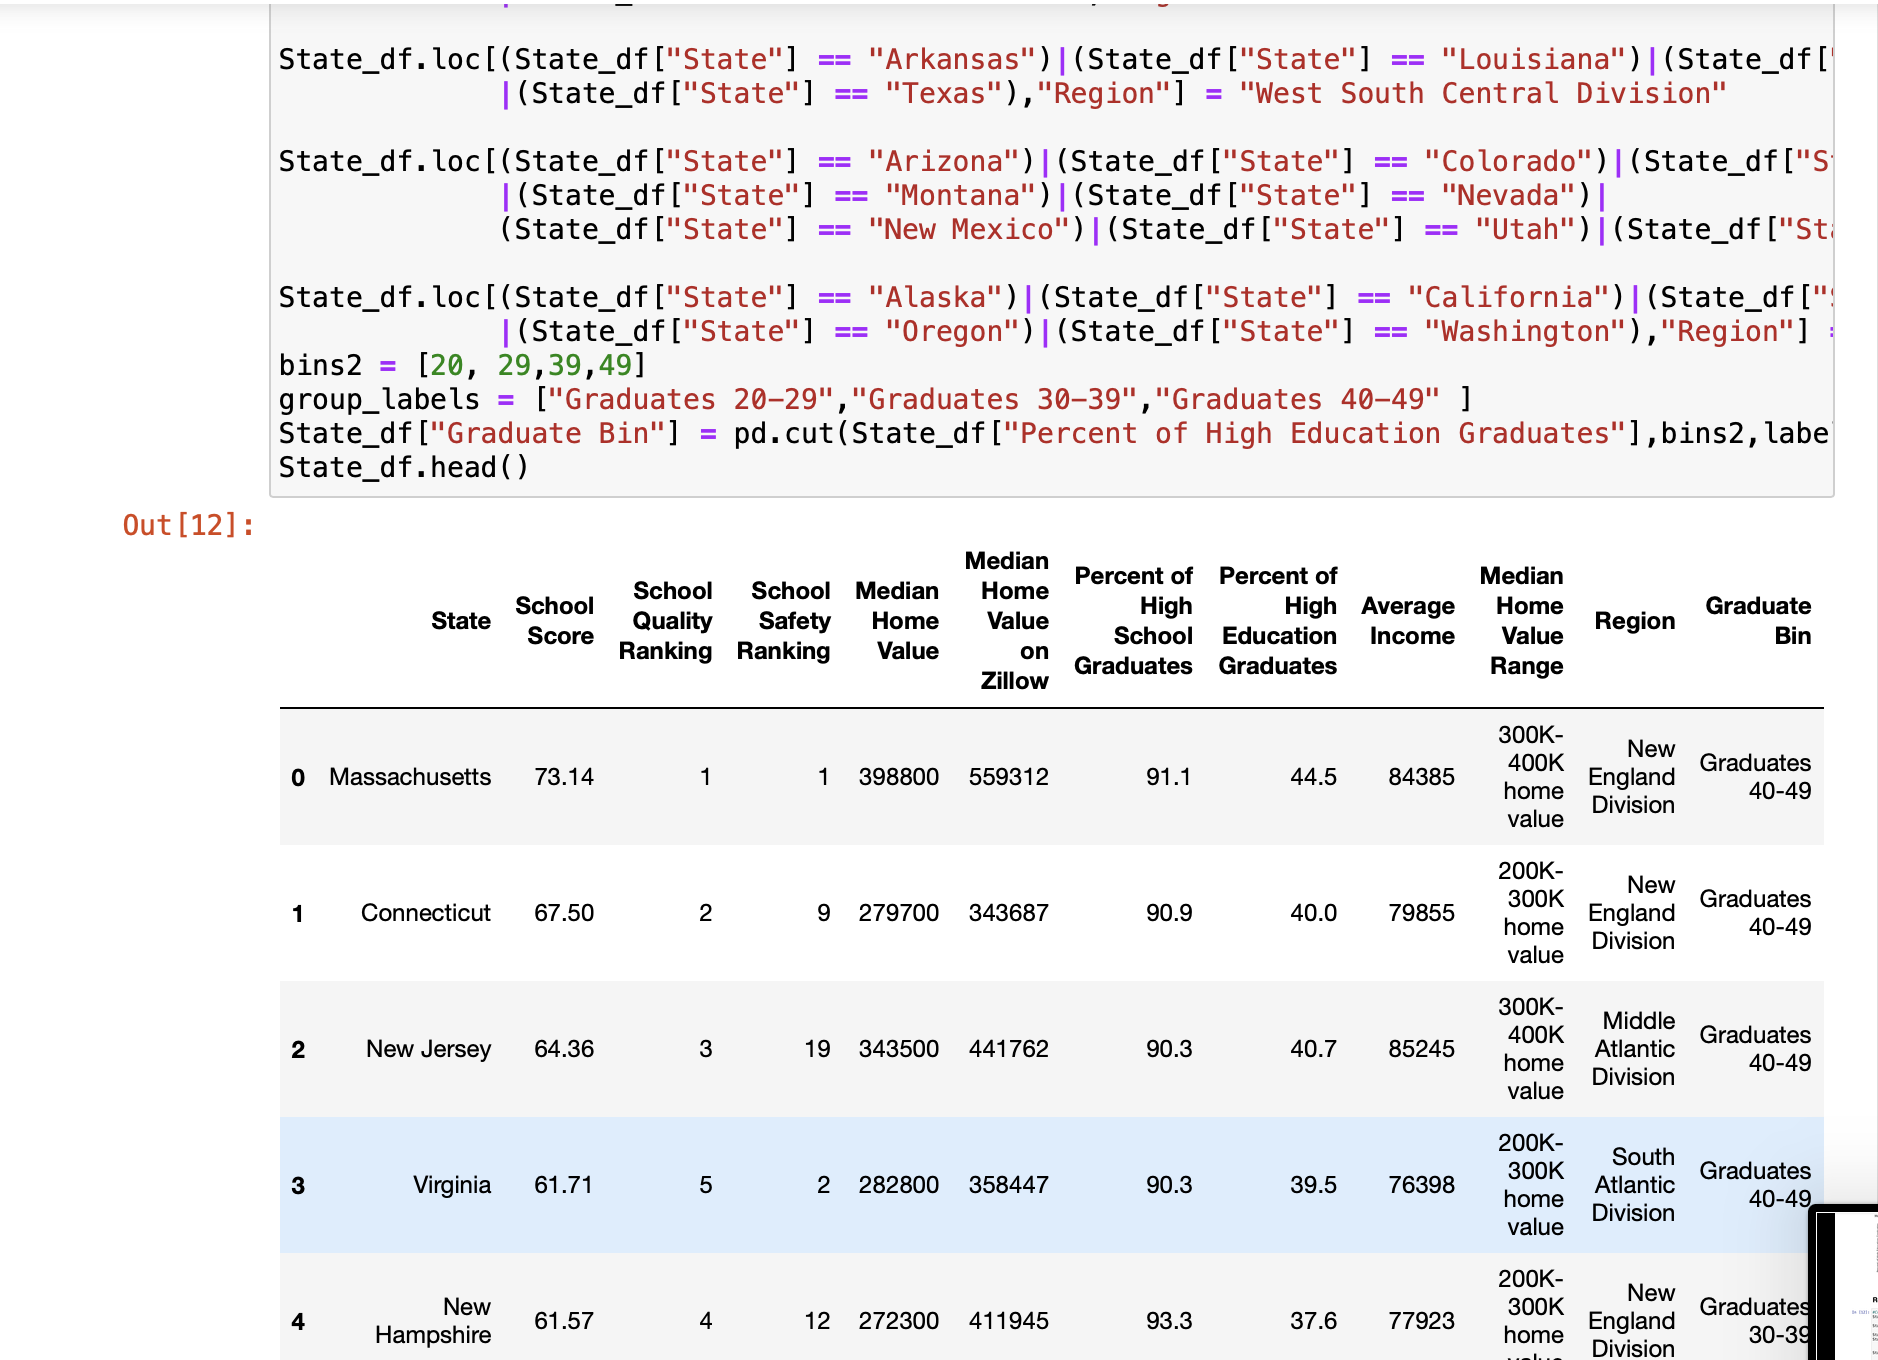 State_df.loc[(State_df["State"] == "Arkansas")|(State_df["State"] == "Louisiana")|(State_df["
|(State_df["State"] == "Texas"),"Region"] = "West South Central Division"
State_df.loc[(State_df["State"] == "Arizona")|(State_df["State"] == "Colorado")|(State_df["S
|(State_df["State"] == "Montana")|(State_df["State"] == "Nevada")|
(State_df["State"] == "New Mexico")|(State_df["State"] == "Utah")|(State_df["Sta
State_df.loc[(State_df["State"] == "Alaska")|(State_df["State"] == "California")|(State_df["
|(State_df["State"] == "Oregon")|(State_df["State"] == "Washington"),"Region"] =
bins2 = [20, 29,39,49]
group_labels = ["Graduates 20-29","Graduates 30-39","Graduates 40-49" ]
State_df["Graduate Bin"] = pd.cut(State_df["Percent of High Education Graduates"],bins2,labe
State_df.head()
Out[12]:
State School Score School Quality Ranking School Safety Ranking Median Home Value Median Home Value on Zillow Percent of High School Graduates Percent of High Education Graduates Average Income Median Home Value Range Region Graduate Bin
0 Massachusetts 73.14 1 1 398800 559312 91.1 44.5 84385 300K-400K home value New England Division Graduates 40-49
1 Connecticut 67.50 2 9 279700 343687 90.9 40.0 79855 200K-300K home value New England Division Graduates 40-49
2 New Jersey 64.36 3 19 343500 441762 90.3 40.7 85245 300K-400K home value Middle Atlantic Division Graduates 40-49
3 Virginia 61.71 5 2 282800 358447 90.3 39.5 76398 200K-300K home value South Atlantic Division Graduates 40-49
4 New Hampshire 61.57 4 12 272300 411945 93.3 37.6 77923 200K-300K home value New England Division Graduates 30-39